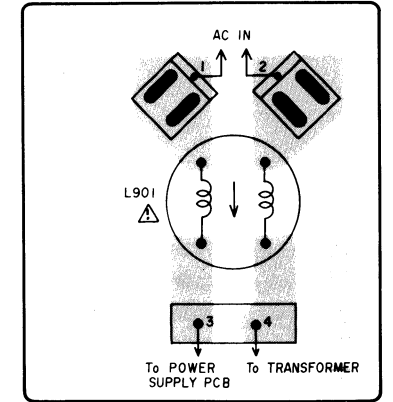 AC IN
1
2
L901
3
4
To POWER
SUPPLY PCB
To TRANSFORMER